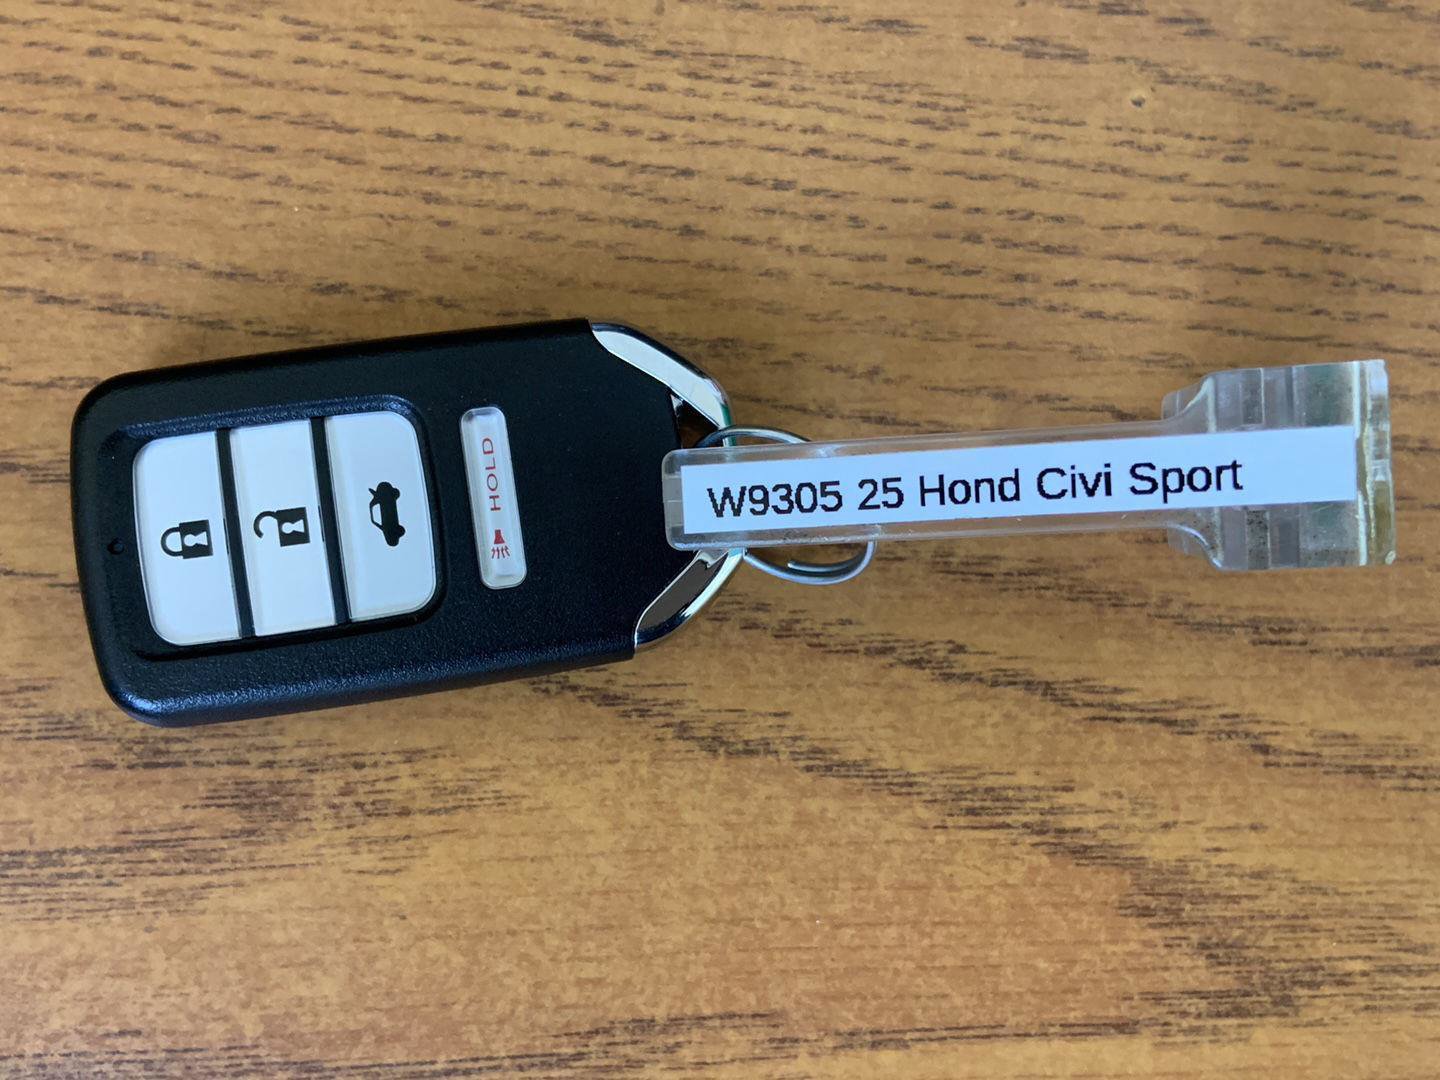 HOLD
W9305 25 Hond Civi Sport